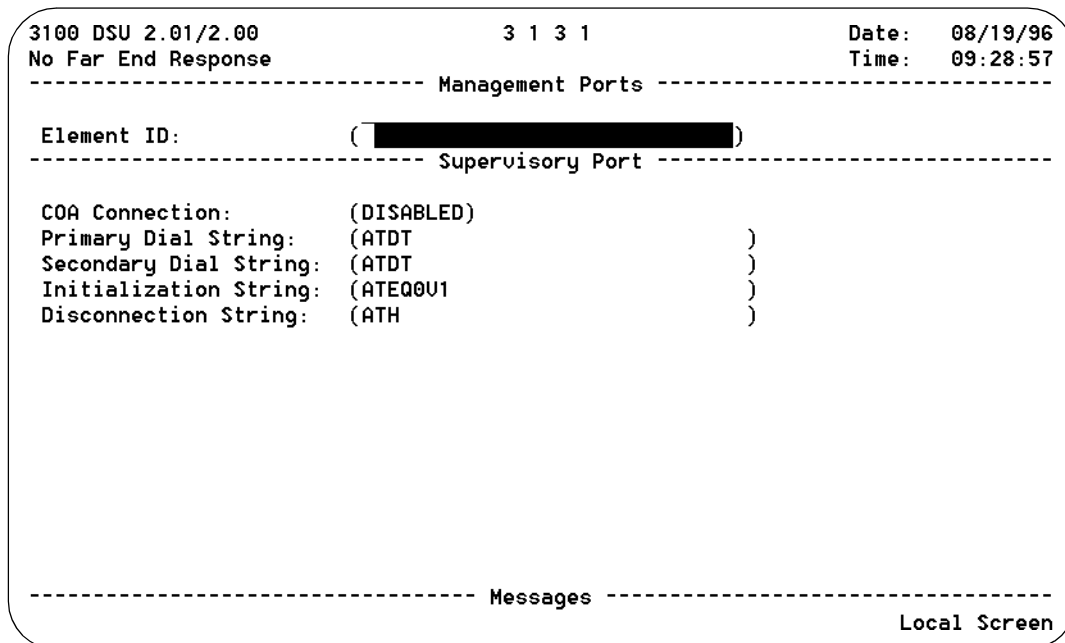 3100 DSU 2.01/2.00 3 1 3 1 Date: 08/19/96
No Far End Response Time: 09:28:57
-------------------------------- Management Ports --------------------------------
Element ID: ( )
-------------------------------- Supervisory Port --------------------------------
COA Connection: (DISABLED)
Primary Dial String: (ATDT )
Secondary Dial String: (ATDT )
Initialization String: (ATEQ0V1 )
Disconnection String: (ATH )
---------------------------------- Messages --------------------------------------
Local Screen